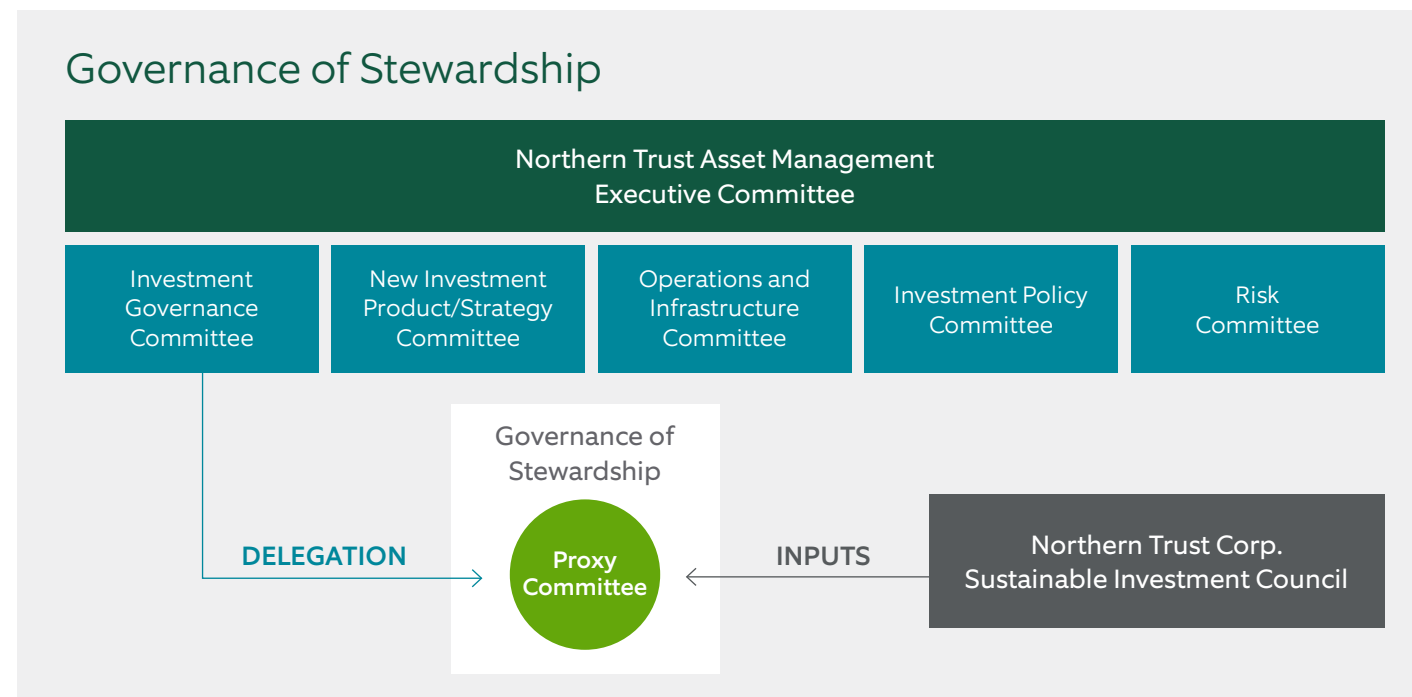 Governance of Stewardship
Northern Trust Asset Management
Executive Committee
Investment
Governance
Committee
New Investment
Product/Strategy
Committee
Operations and
Infrastructure
Committee
Investment Policy
Committee
Risk
Committee
Governance of
Stewardship
DELEGATION
Proxy
Committee
INPUTS
Northern Trust Corp.
Sustainable Investment Council